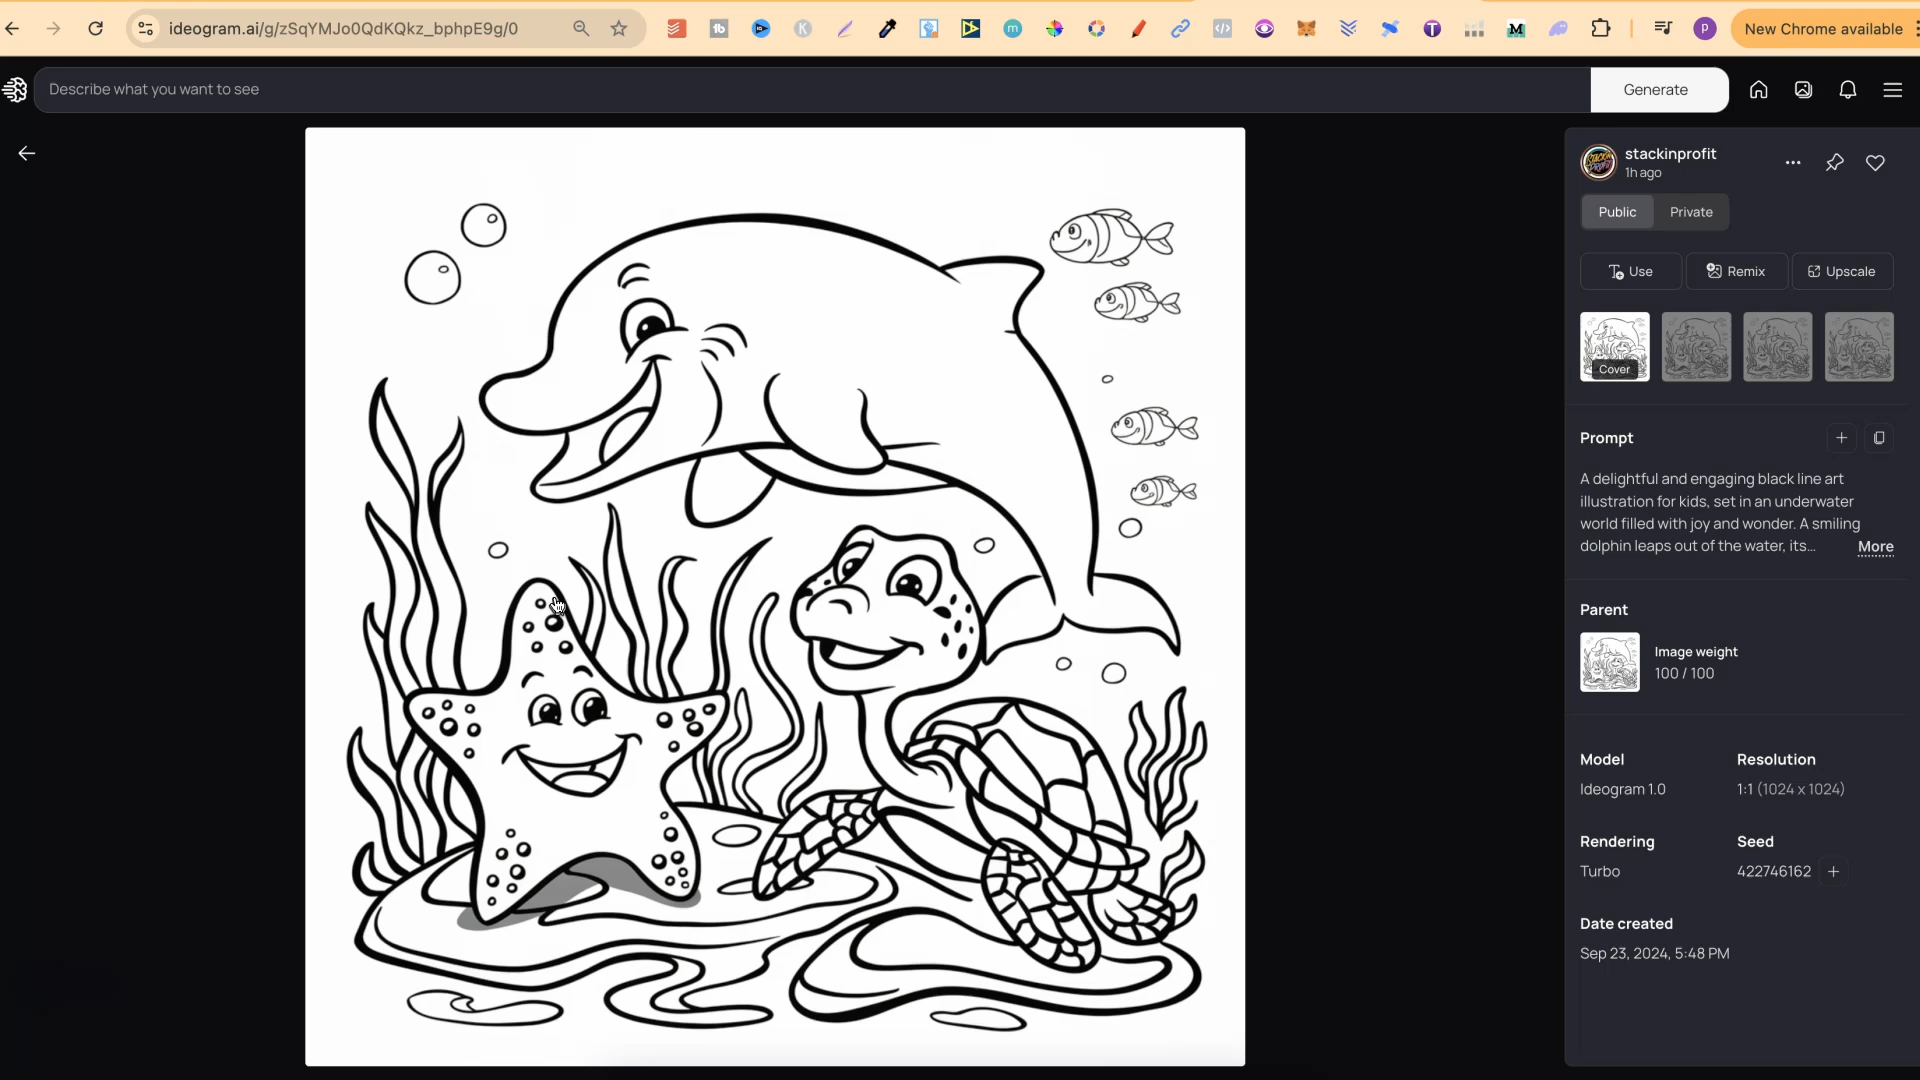 ideogram.ai/g/zSqYMJo0QdKQkz_bphpE9g/0
New Chrome available
Describe what you want to see
Generate
stackinprofit
1h ago
Public
Private
Use
Remix
Upscale
Cover
Prompt
A delightful and engaging black line art
illustration for kids, set in an underwater
world filled with joy and wonder. A smiling
dolphin leaps out of the water, its...
More
Parent
Image weight
100 / 100
Model
Resolution
Ideogram 1.0
1:1 (1024 x 1024)
Rendering
Seed
Turbo
422746162
Date created
Sep 23, 2024, 5:48 PM